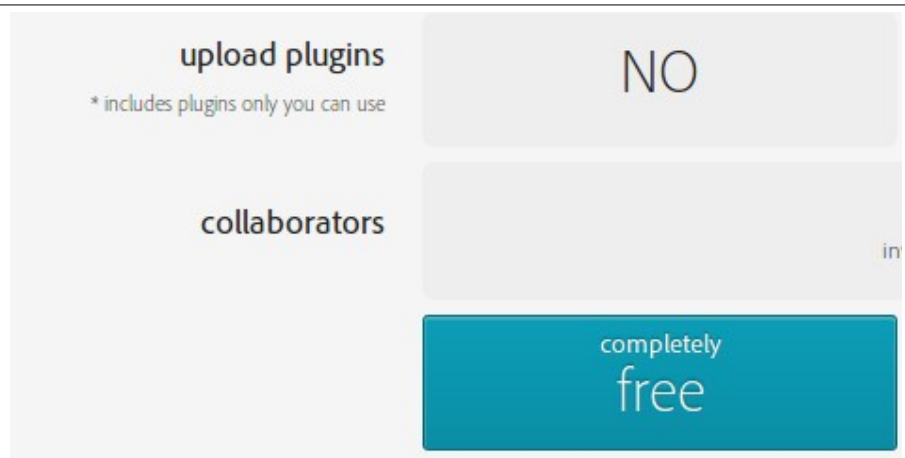 upload plugins
NO
* includes plugins only you can use
collaborators
completely
free